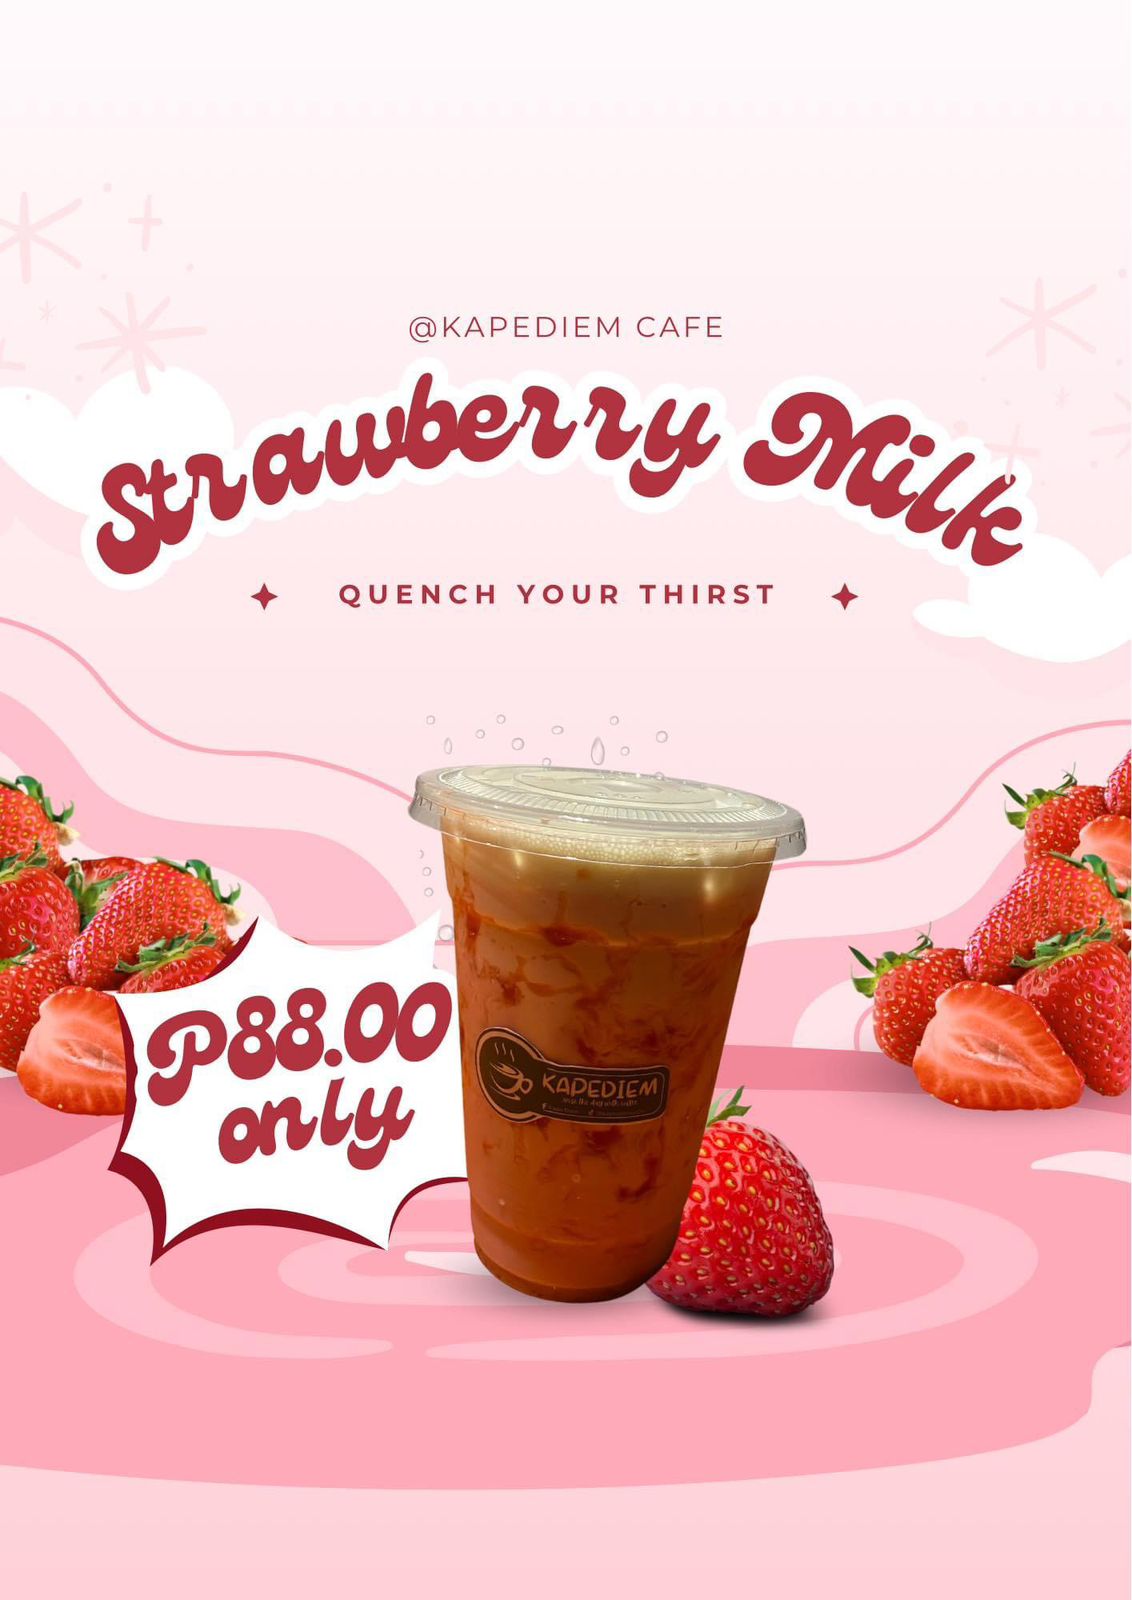 @KAPEDIEM CAFE
Strawberry Milk
QUENCH YOUR THIRST
P88.00
only
KAPEDIEM